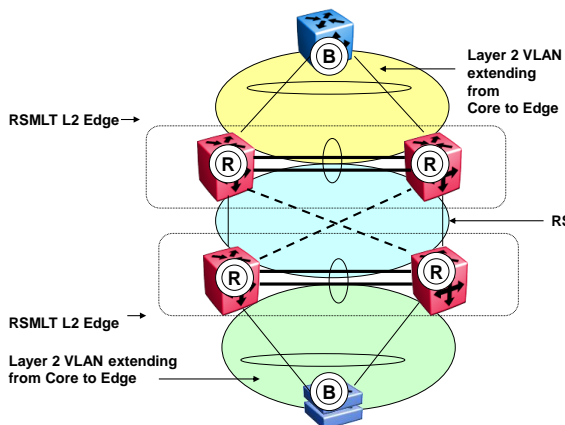 B
Layer 2 VLAN
extending
from
Core to Edge
RSMLT L2 Edge
R
R
RS
R
R
RSMLT L2 Edge
Layer 2 VLAN extending
from Core to Edge
B